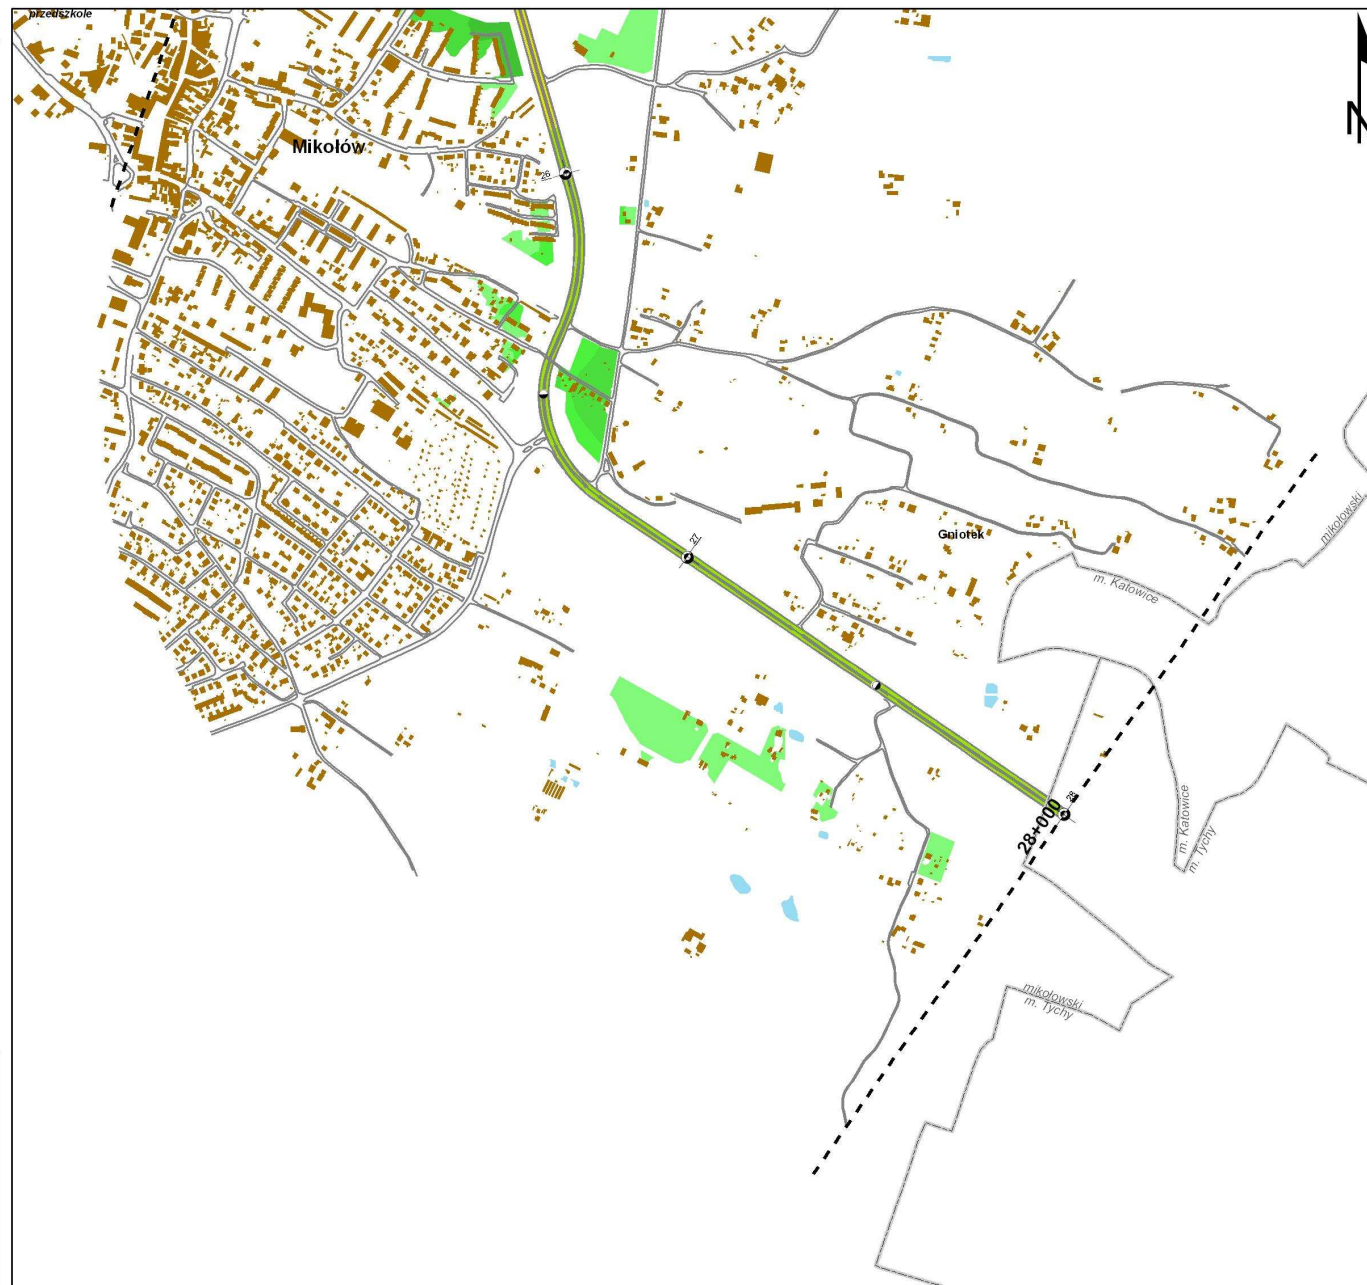 przedszkole
N
Mikołów
26
27
Gniotek
mikołowski
m. Katowice
28
28+000
m. Katowice
m. Tychy
mikołowski
m. Tychy